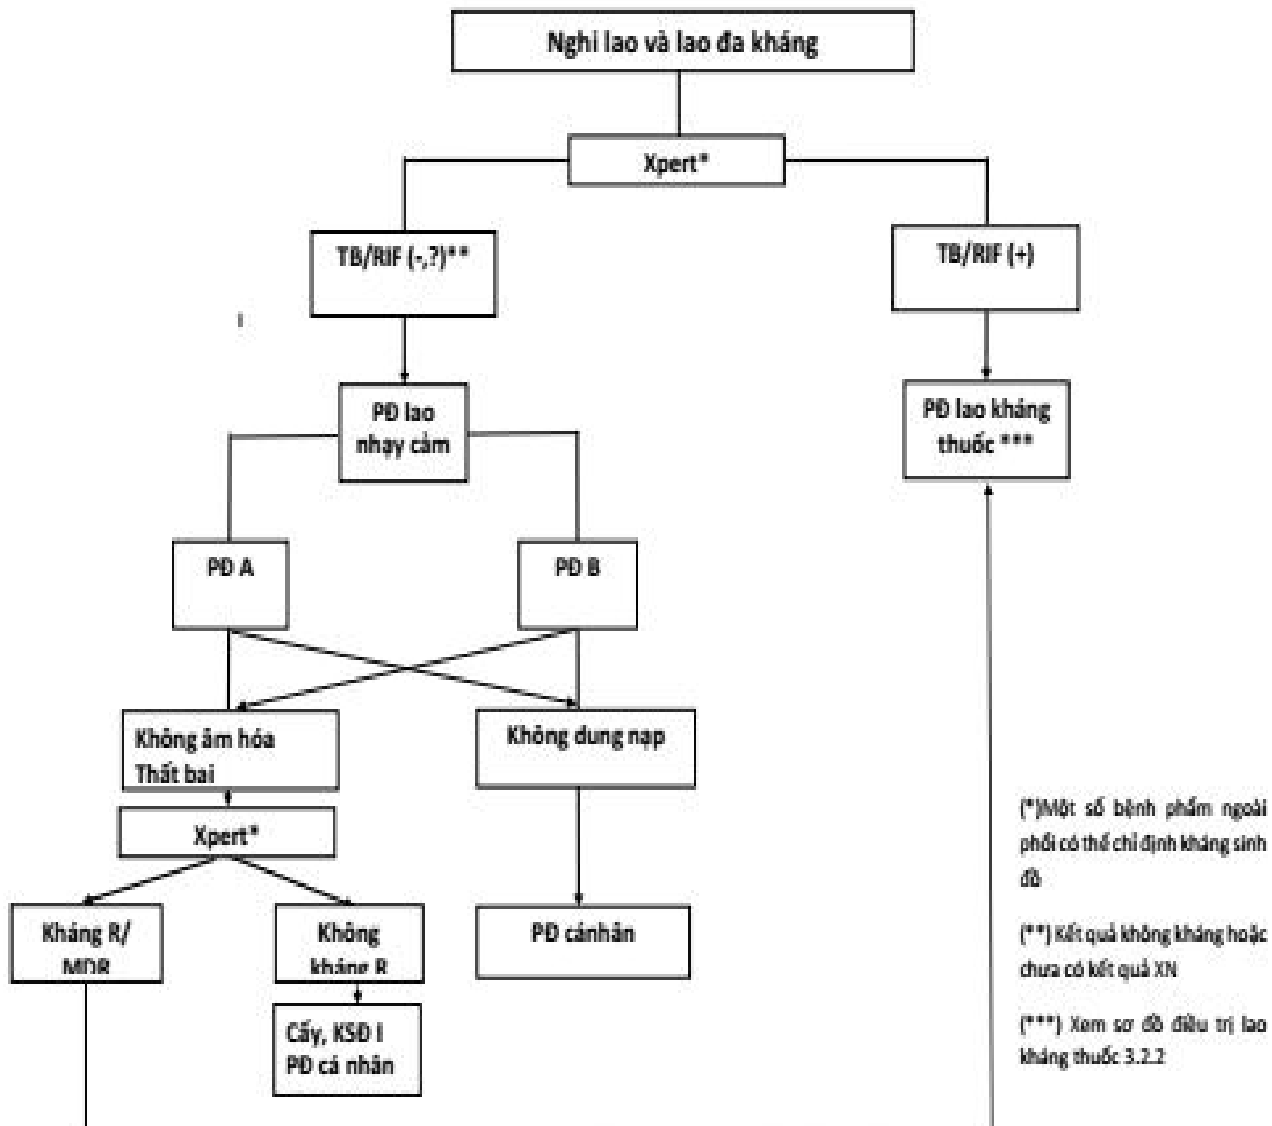 Nghi lao và lao đa kháng
Xpert*
TB/RIF (-,?)**
TB/RIF (+)
PĐ lao
nhạy cảm
PĐ lao kháng
thuốc ***
PĐ A
PĐ B
Không âm hóa
Thất bại
Không dung nạp
Xpert*
Kháng R/
MDR
Không
kháng R
PĐ cánhân
Cấy, KSĐ I
PĐ cá nhân
(*)Một số bệnh phẩm ngoài
phổi có thể chỉ định kháng sinh
đồ
(**) Kết quả không kháng hoặc
chưa có kết quả XN
(***) Xem sơ đồ điều trị lao
kháng thuốc 3.2.2